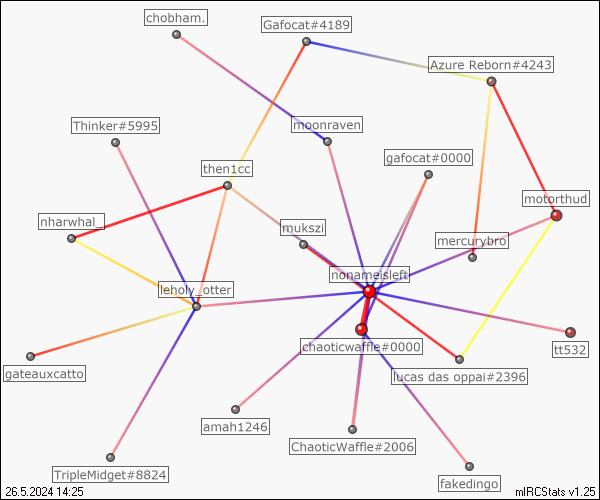 chobham.
Gafocat#4189
Azure Reborn#4243
Thinker#5995
moonraven
gafocat#0000
then1cc
motorthud
nharwhal_
mukszi
mercurybro
nonameisleft
leholy_otter
chaoticwaffle#0000
tt532
gateauxcatto
lucas das oppai#2396
amah1246
ChaoticWaffle#2006
TripleMidget#8824
fakedingo
26.5.2024 14:25
mIRCStats v1.25